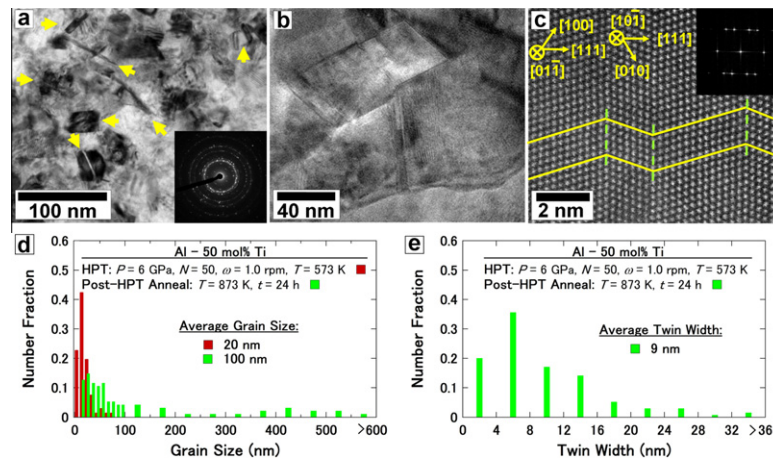 a
100 nm
b
40 nm
c
[100]
[111]
[011̄]
[101̄]
[111]
[010]
2 nm
d
Al – 50 mol% Ti
HPT: P = 6 GPa, N = 50, ω = 1.0 rpm, T = 573 K
Post-HPT Anneal: T = 873 K, t = 24 h
Average Grain Size:
20 nm
100 nm
Number Fraction
0.6
0.5
0.4
0.3
0.2
0.1
0
0 100 200 300 400 500 >600
Grain Size (nm)
e
Al – 50 mol% Ti
HPT: P = 6 GPa, N = 50, ω = 1.0 rpm, T = 573 K
Post-HPT Anneal: T = 873 K, t = 24 h
Average Twin Width:
9 nm
Number Fraction
0.6
0.5
0.4
0.3
0.2
0.1
0
0 4 8 12 16 20 24 28 >36
Twin Width (nm)